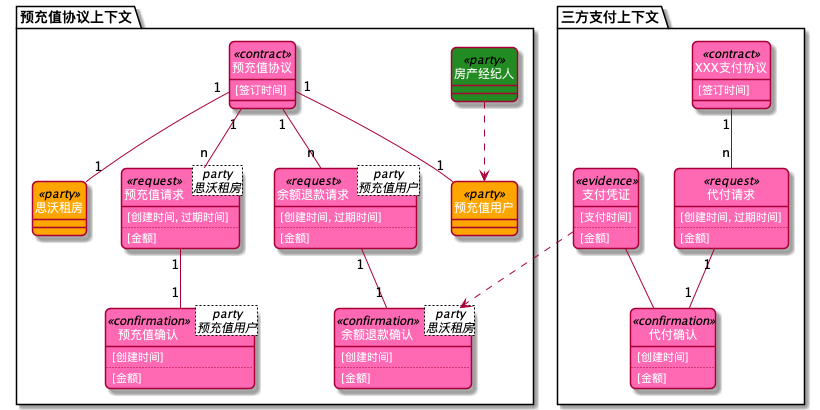 预充值协议上下文
«contract»
预充值协议
[签订时间]
«party»
房产经纪人
1
1
1
1
1
n
n
1
«party»
思沃租房
«request»
预充值请求
party
思沃租房
[创建时间, 过期时间]
[金额]
«request»
余额退款请求
party
预充值用户
[创建时间, 过期时间]
[金额]
«party»
预充值用户
1
1
1
1
«confirmation»
预充值确认
party
预充值用户
[创建时间]
[金额]
«confirmation»
余额退款确认
party
思沃租房
[创建时间]
[金额]
三方支付上下文
«contract»
XXX支付协议
[签订时间]
1
n
«evidence»
支付凭证
[支付时间]
[金额]
«request»
代付请求
[创建时间, 过期时间]
[金额]
1
1
«confirmation»
代付确认
[创建时间]
[金额]